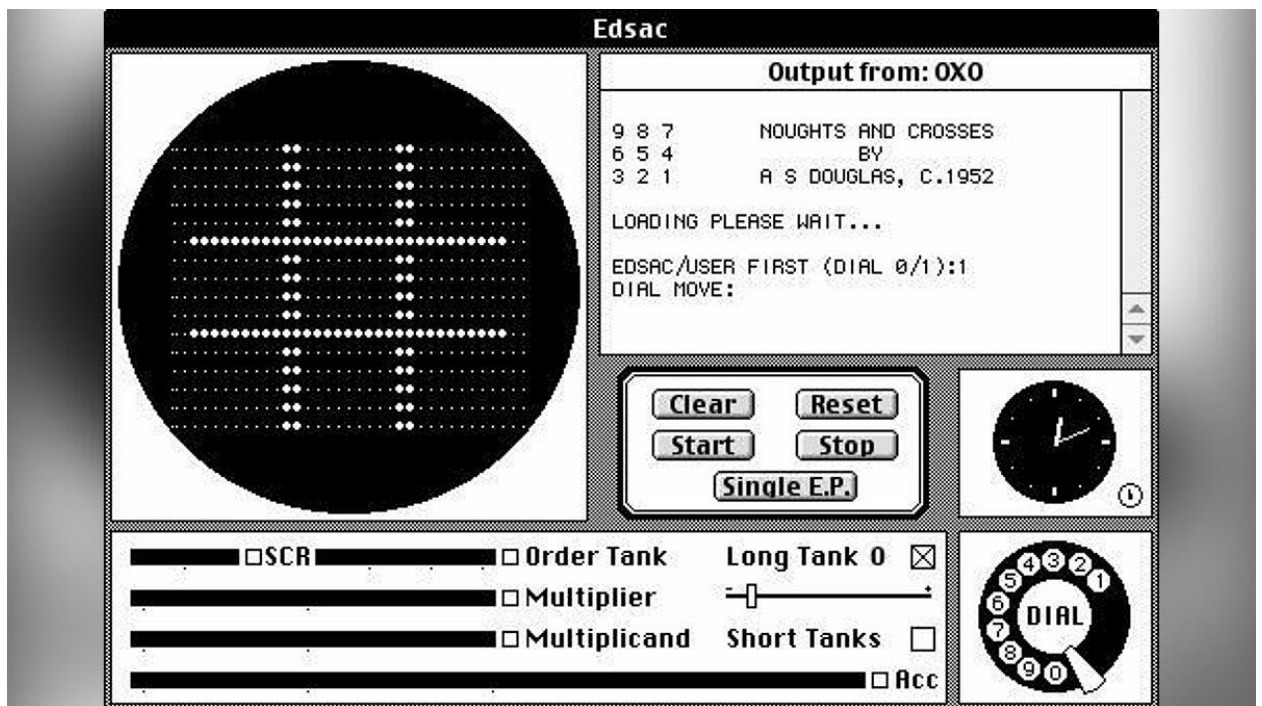 Edsac
Output from: OXO
9 8 7 NOUGHTS AND CROSSES
6 5 4 BY
3 2 1 A S DOUGLAS, C.1952
LOADING PLEASE WAIT...
EDSAC/USER FIRST (DIAL 0/1):1
DIAL MOVE:
Clear Reset
Start Stop
Single E.P.
SCR Order Tank Long Tank 0
Multiplier - +
Multiplicand Short Tanks
Acc
1 2 3 4 5 6 7 8 9 0
DIAL